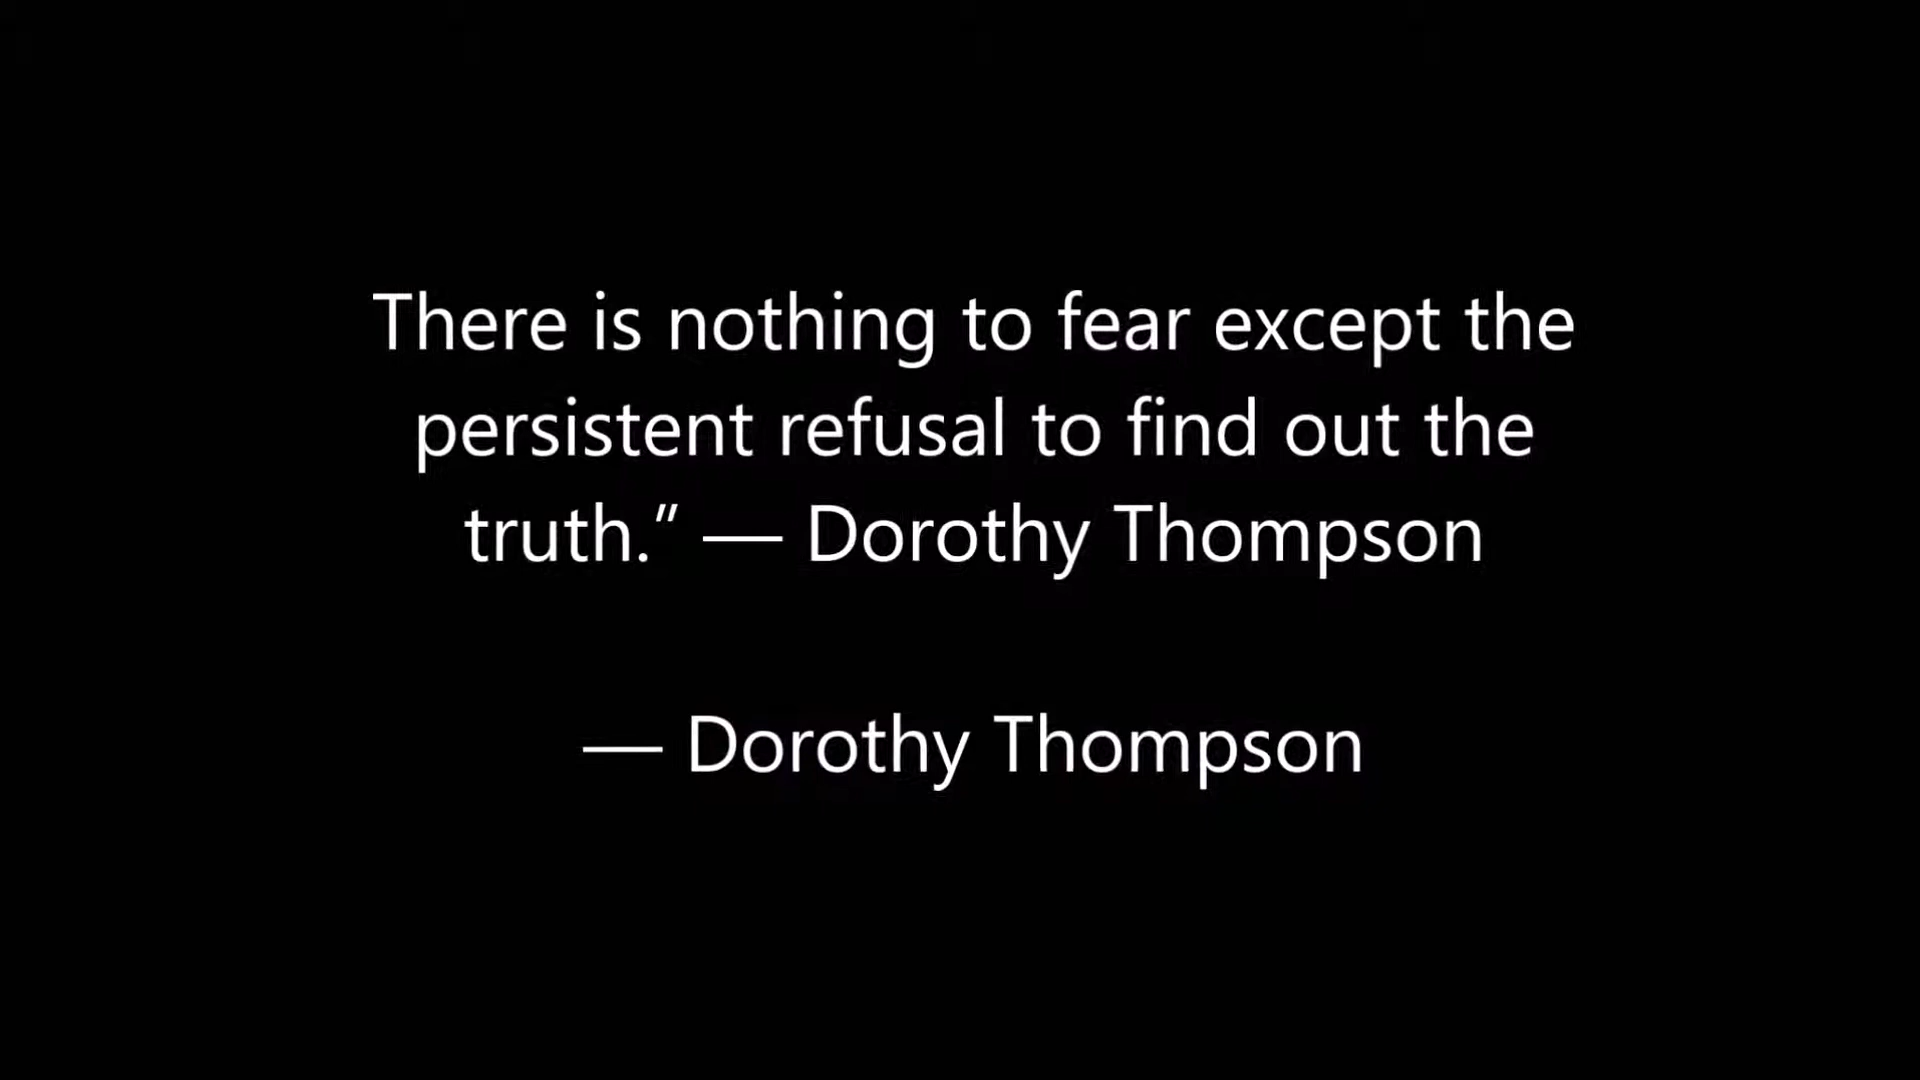 There is nothing to fear except the
persistent refusal to find out the
truth.” — Dorothy Thompson
— Dorothy Thompson